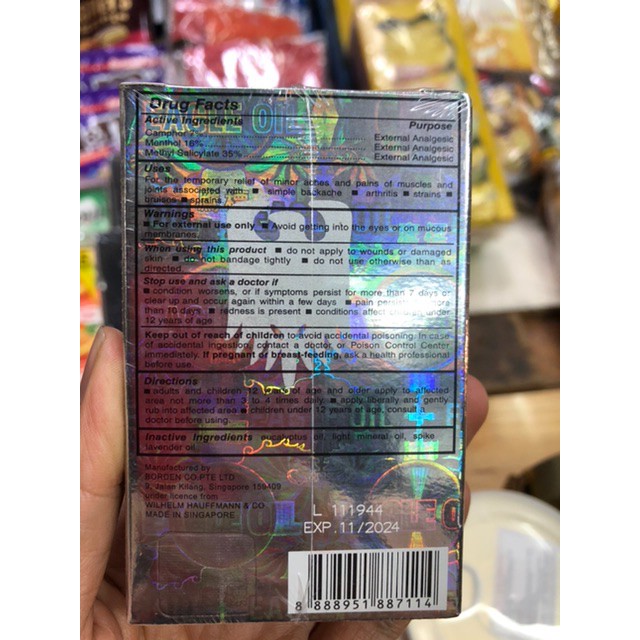 Drug Facts
EAGLE OIL
Active Ingredients Purpose
Camphor 7% External Analgesic
Menthol 16% External Analgesic
Methyl Salicylate 35% External Analgesic
Uses
For the temporary relief of minor aches and pains of muscles and
joints associated with ■ simple backache ■ arthritis ■ strains ■
bruises ■ sprains
Warnings
■ For external use only ■ Avoid getting into the eyes or on mucous
membranes.
When using this product ■ do not apply to wounds or damaged
skin ■ do not bandage tightly ■ do not use otherwise than as
directed.
Stop use and ask a doctor if
■ condition worsens, or if symptoms persist for more than 7 days or
clear up and occur again within a few days ■ pain persists more
than 10 days ■ redness is present ■ conditions affect children under
12 years of age
Keep out of reach of children to avoid accidental poisoning. In case
of accidental ingestion, contact a doctor or Poison Control Center
immediately. If pregnant or breast-feeding, ask a health professional
before use.
Directions
■ adults and children 12 years of age and older apply to affected
area not more than 3 to 4 times daily ■ apply liberally and gently
rub into affected area ■ children under 12 years of age, consult a
doctor before using.
Inactive Ingredients eucalyptus oil, light mineral oil, spike
lavender oil
Manufactured by
BORDEN CO PTE LTD
2, Jalan Kilang, Singapore 159409
under licence from
WILHELM HAUFFMANN & CO
MADE IN SINGAPORE
L 111944
EXP.11/2024
8 888951 887114